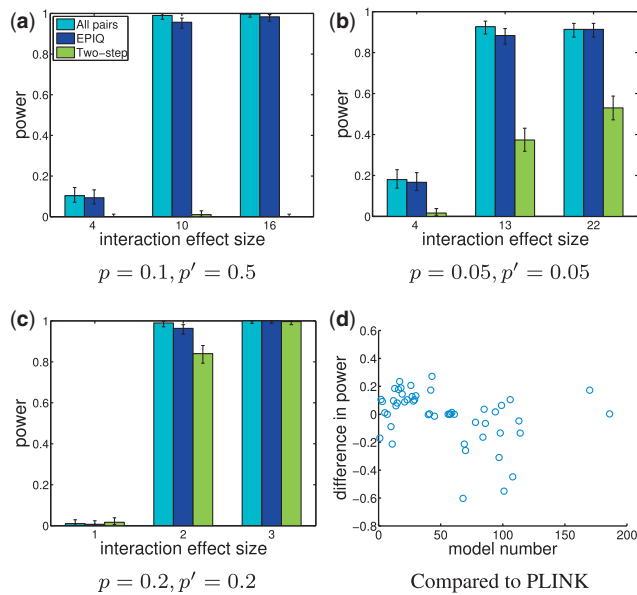 (a)
All pairs
EPIQ
Two-step
power
1
0.8
0.6
0.4
0.2
0
4
10
16
interaction effect size
p = 0.1, p′ = 0.5
(b)
power
1
0.8
0.6
0.4
0.2
0
4
13
22
interaction effect size
p = 0.05, p′ = 0.05
(c)
power
1
0.8
0.6
0.4
0.2
0
1
2
3
interaction effect size
p = 0.2, p′ = 0.2
(d)
difference in power
0.6
0.4
0.2
0
-0.2
-0.4
-0.6
-0.8
0
50
100
150
200
model number
Compared to PLINK